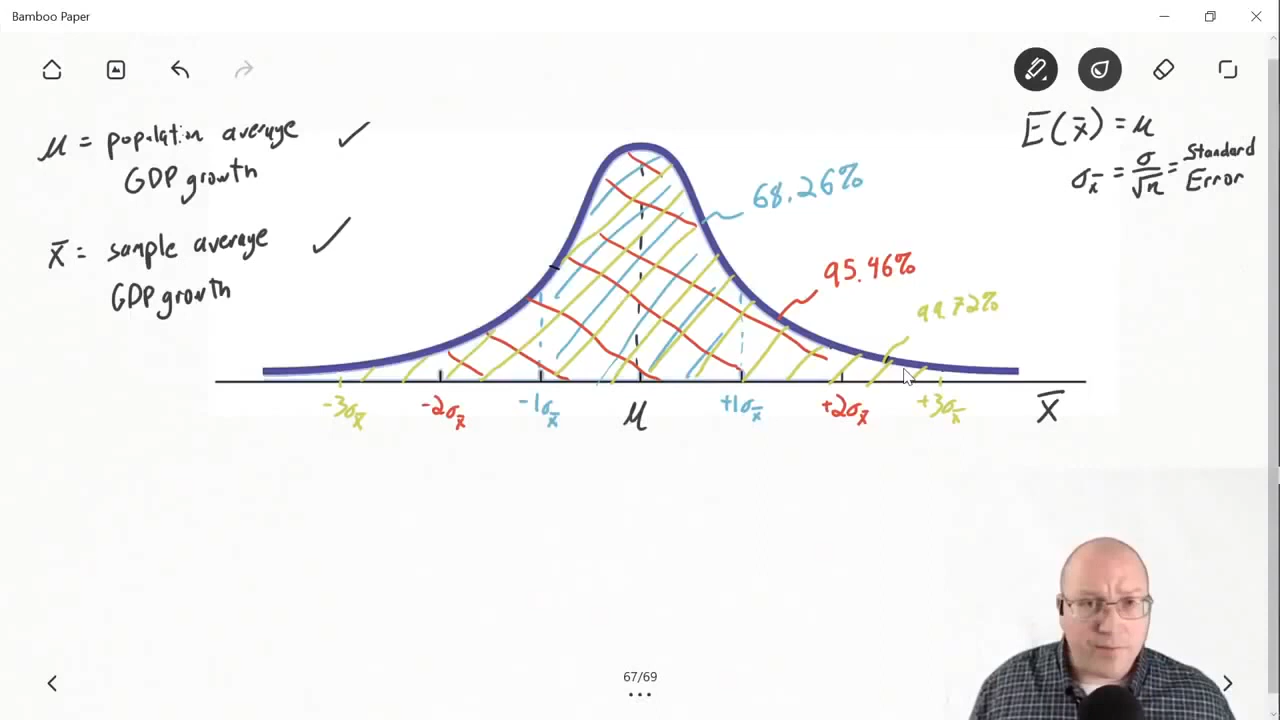 Bamboo Paper
μ = population average
GDP growth
x̄ = sample average
GDP growth
E(x̄) = μ
σx̄ = σ/√n = Standard
Error
68.26%
95.46%
99.72%
-3σx̄ -2σx̄ -1σx̄ μ +1σx̄ +2σx̄ +3σx̄ x̄
67/69